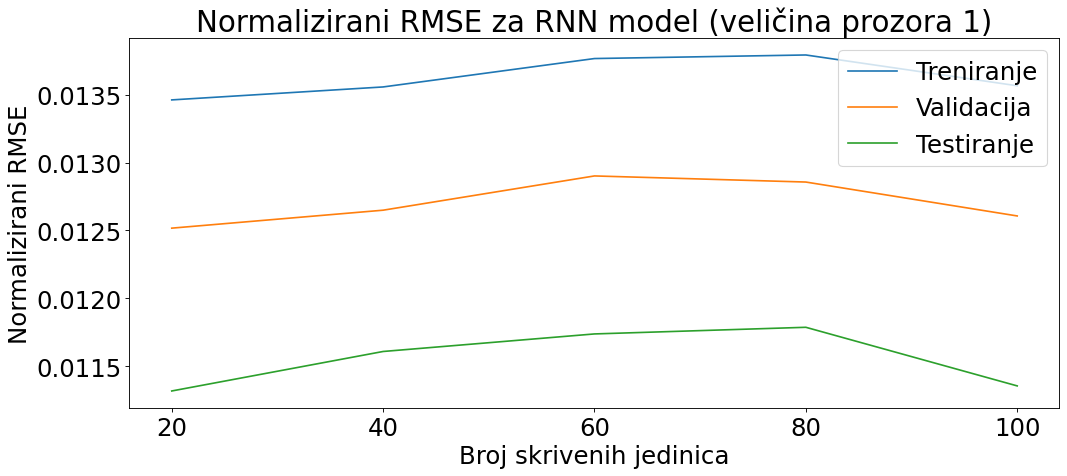 Normalizirani RMSE za RNN model (veličina prozora 1)
Treniranje
Validacija
Testiranje
Normalizirani RMSE
0.0135
0.0130
0.0125
0.0120
0.0115
20 40 60 80 100
Broj skrivenih jedinica